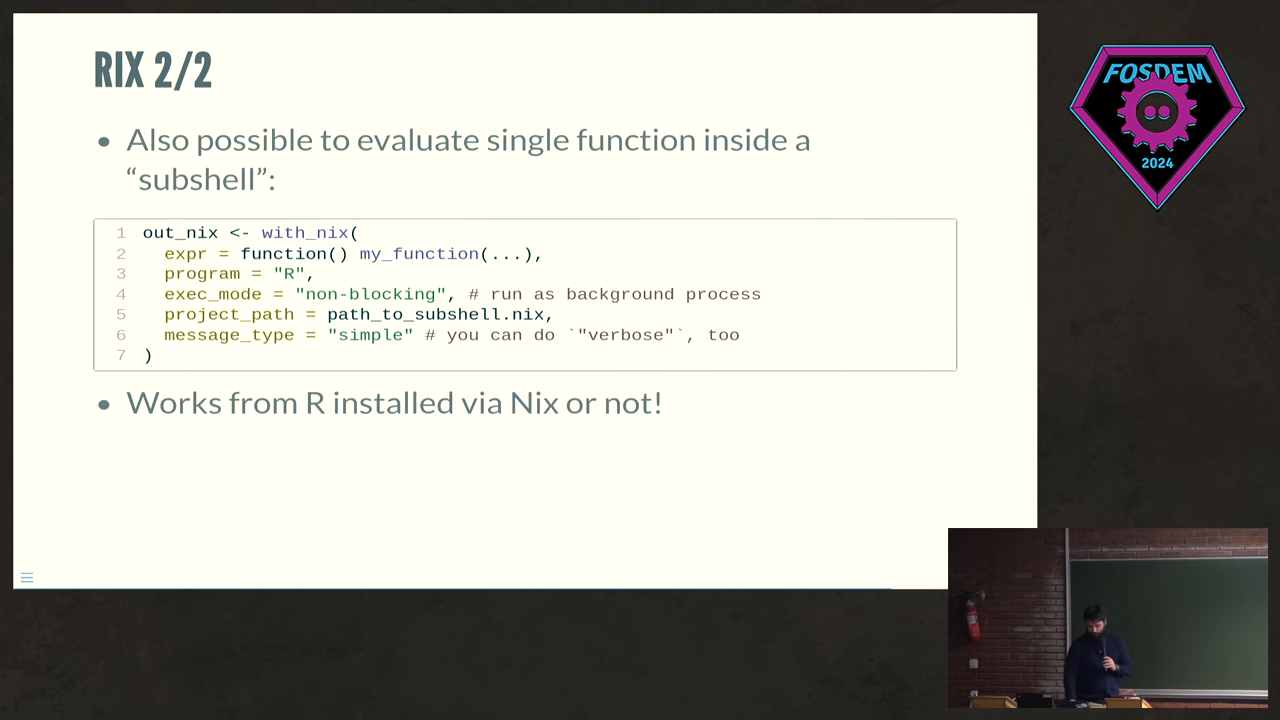 RIX 2/2
• Also possible to evaluate single function inside a
“subshell”:
1 out_nix <- with_nix(
2   expr = function() my_function(...),
3   program = "R",
4   exec_mode = "non-blocking", # run as background process
5   project_path = path_to_subshell.nix,
6   message_type = "simple" # you can do `"verbose"`, too
7 )
• Works from R installed via Nix or not!
FOSDEM
2024